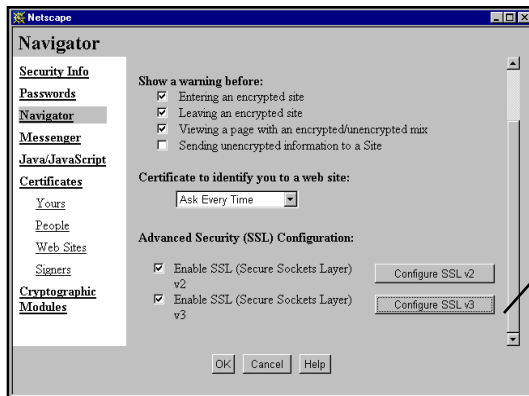 Netscape
Navigator
Security Info
Passwords
Navigator
Messenger
Java/JavaScript
Certificates
Yours
People
Web Sites
Signers
Cryptographic
Modules
Show a warning before:
Entering an encrypted site
Leaving an encrypted site
Viewing a page with an encrypted/unencrypted mix
Sending unencrypted information to a Site
Certificate to identify you to a web site:
Ask Every Time
Advanced Security (SSL) Configuration:
Enable SSL (Secure Sockets Layer)
v2
Configure SSL v2
Enable SSL (Secure Sockets Layer)
v3
Configure SSL v3
OK Cancel Help